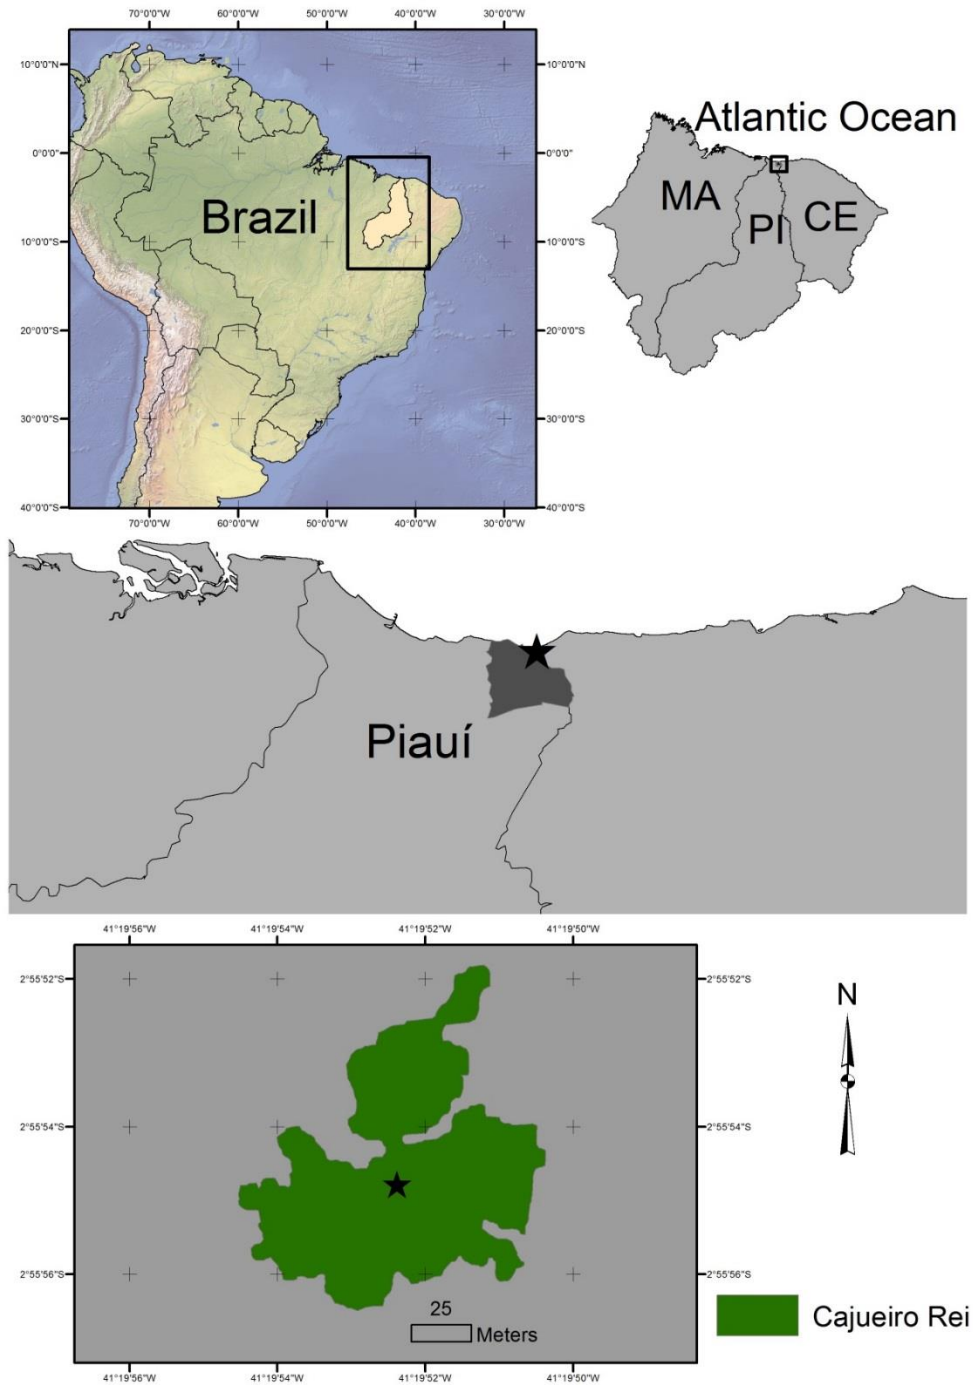 70°0'0"W 60°0'0"W 50°0'0"W 40°0'0"W 30°0'0"W
10°0'0"N 10°0'0"N
0°0'0" 0°0'0"
10°0'0"S 10°0'0"S
20°0'0"S 20°0'0"S
30°0'0"S 30°0'0"S
40°0'0"S 40°0'0"S
Brazil
70°0'0"W 60°0'0"W 50°0'0"W 40°0'0"W 30°0'0"W
Atlantic Ocean
MA
PI
CE
Piauí
41°19'56"W 41°19'54"W 41°19'52"W 41°19'50"W
2°55'52"S 2°55'52"S
2°55'54"S 2°55'54"S
2°55'56"S 2°55'56"S
25
Meters
41°19'56"W 41°19'54"W 41°19'52"W 41°19'50"W
N
Cajueiro Rei